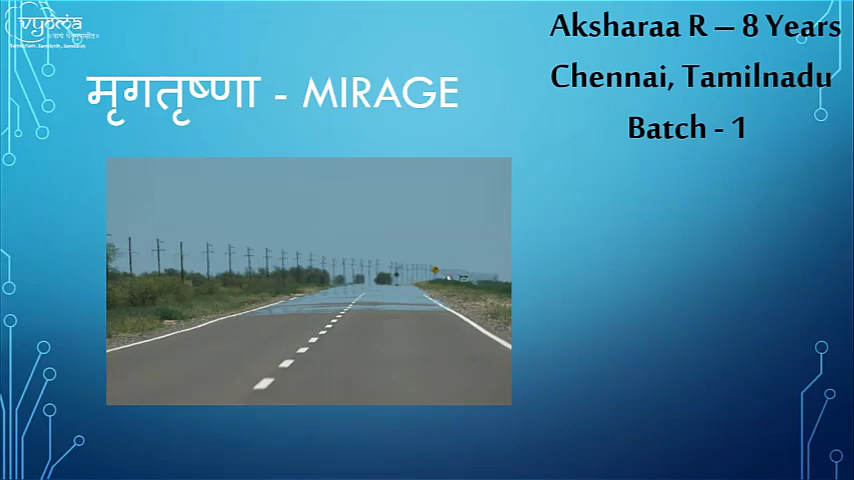 vyoma
Aksharaa R – 8 Years
Chennai, Tamilnadu
Batch - 1
मृगतृष्णा - MIRAGE